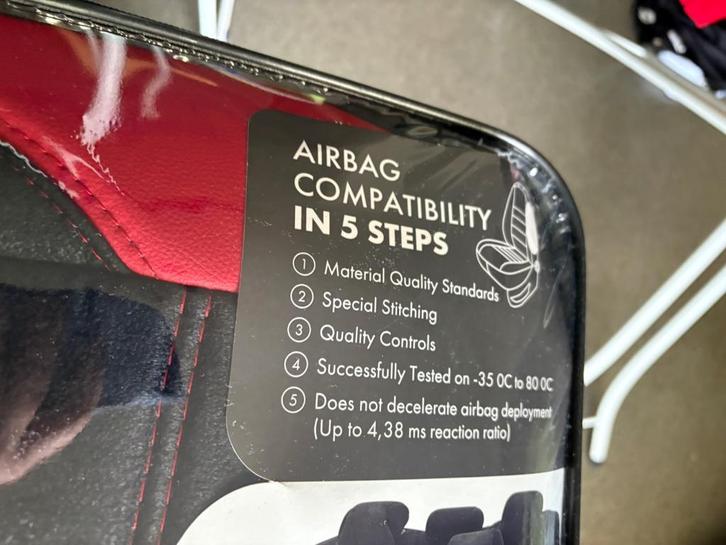 AIRBAG
COMPATIBILITY
IN 5 STEPS
1 Material Quality Standards
2 Special Stitching
3 Quality Controls
4 Successfully Tested on -35 0C to 80 0C
5 Does not decelerate airbag deployment
(Up to 4,38 ms reaction ratio)